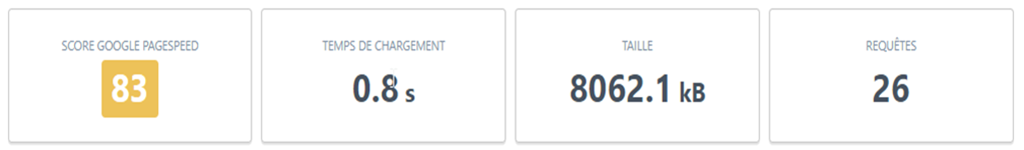 SCORE GOOGLE PAGESPEED
83
TEMPS DE CHARGEMENT
0.8 s
TAILLE
8062.1 kB
REQUÊTES
26